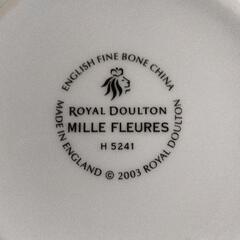 ENGLISH FINE BONE CHINA
ROYAL DOULTON
MILLE FLEURES
H 5241
MADE IN ENGLAND © 2003 ROYAL DOULTON